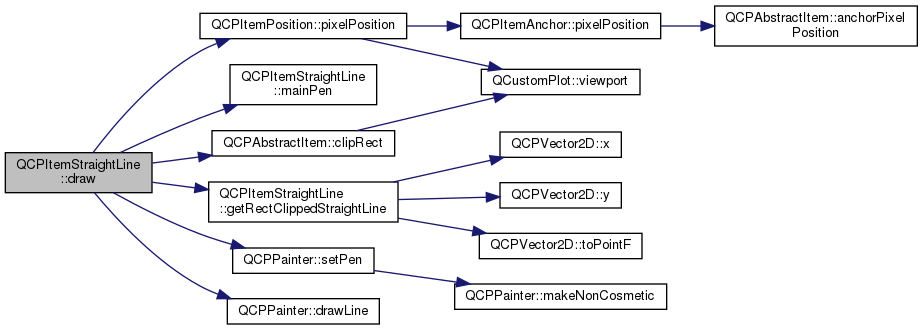 QCPItemStraightLine
::draw
QCPItemPosition::pixelPosition
QCPItemStraightLine
::mainPen
QCPAbstractItem::clipRect
QCPItemStraightLine
::getRectClippedStraightLine
QCPPainter::setPen
QCPPainter::drawLine
QCPItemAnchor::pixelPosition
QCustomPlot::viewport
QCPVector2D::x
QCPVector2D::y
QCPVector2D::toPointF
QCPPainter::makeNonCosmetic
QCPAbstractItem::anchorPixel
Position